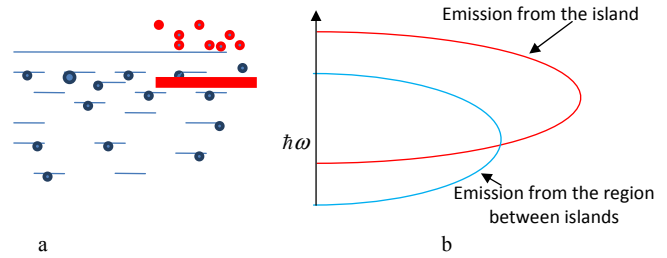 Emission from the island
ħω
Emission from the region
between islands
a
b